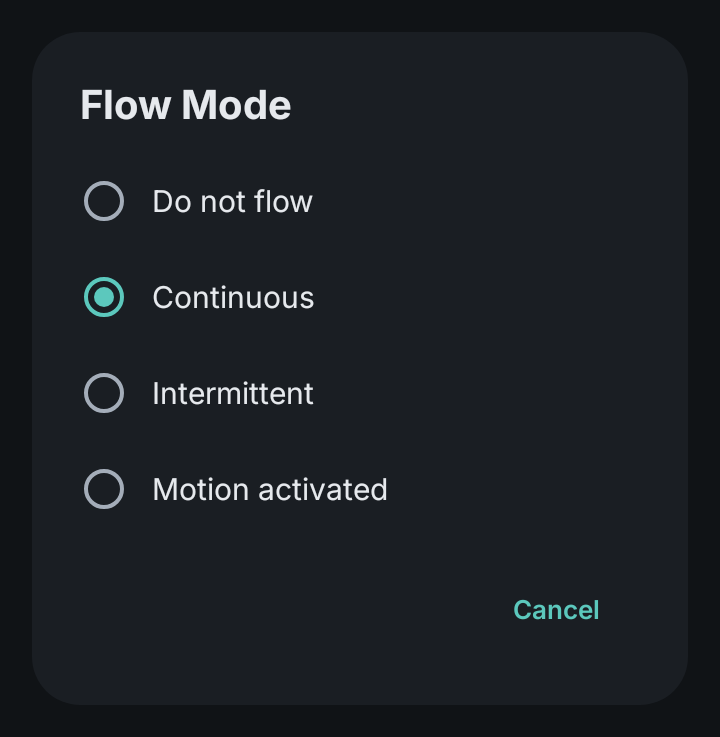 Flow Mode
Do not flow
Continuous
Intermittent
Motion activated
Cancel